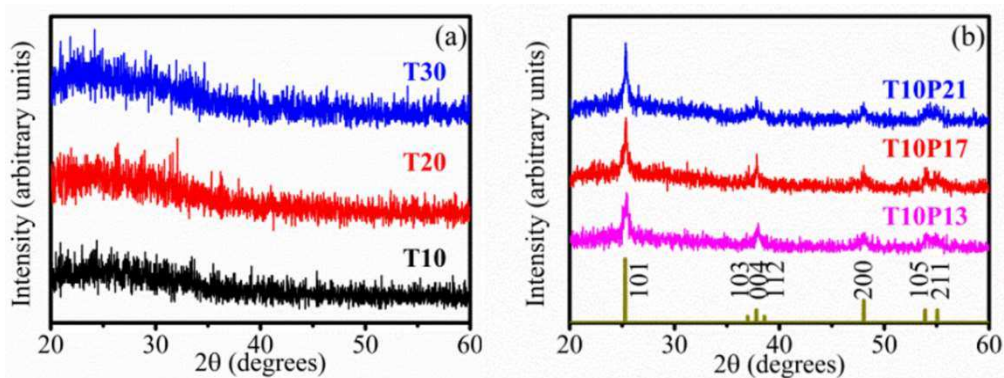 Intensity (arbitrary units)
(a)
T30
T20
T10
20 30 40 50 60
2θ (degrees)
Intensity (arbitrary units)
(b)
T10P21
T10P17
T10P13
101
103
004
112
200
105
211
20 30 40 50 60
2θ (degrees)